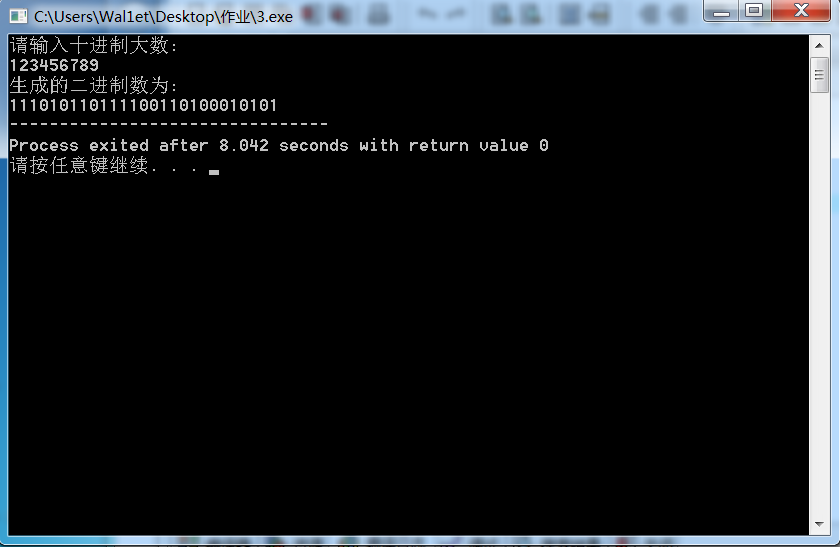 C:\Users\Wal1et\Desktop\作业\3.exe
请输入十进制大数:
123456789
生成的二进制数为:
111010110111100110100010101
--------------------------------
Process exited after 8.042 seconds with return value 0
请按任意键继续. . .